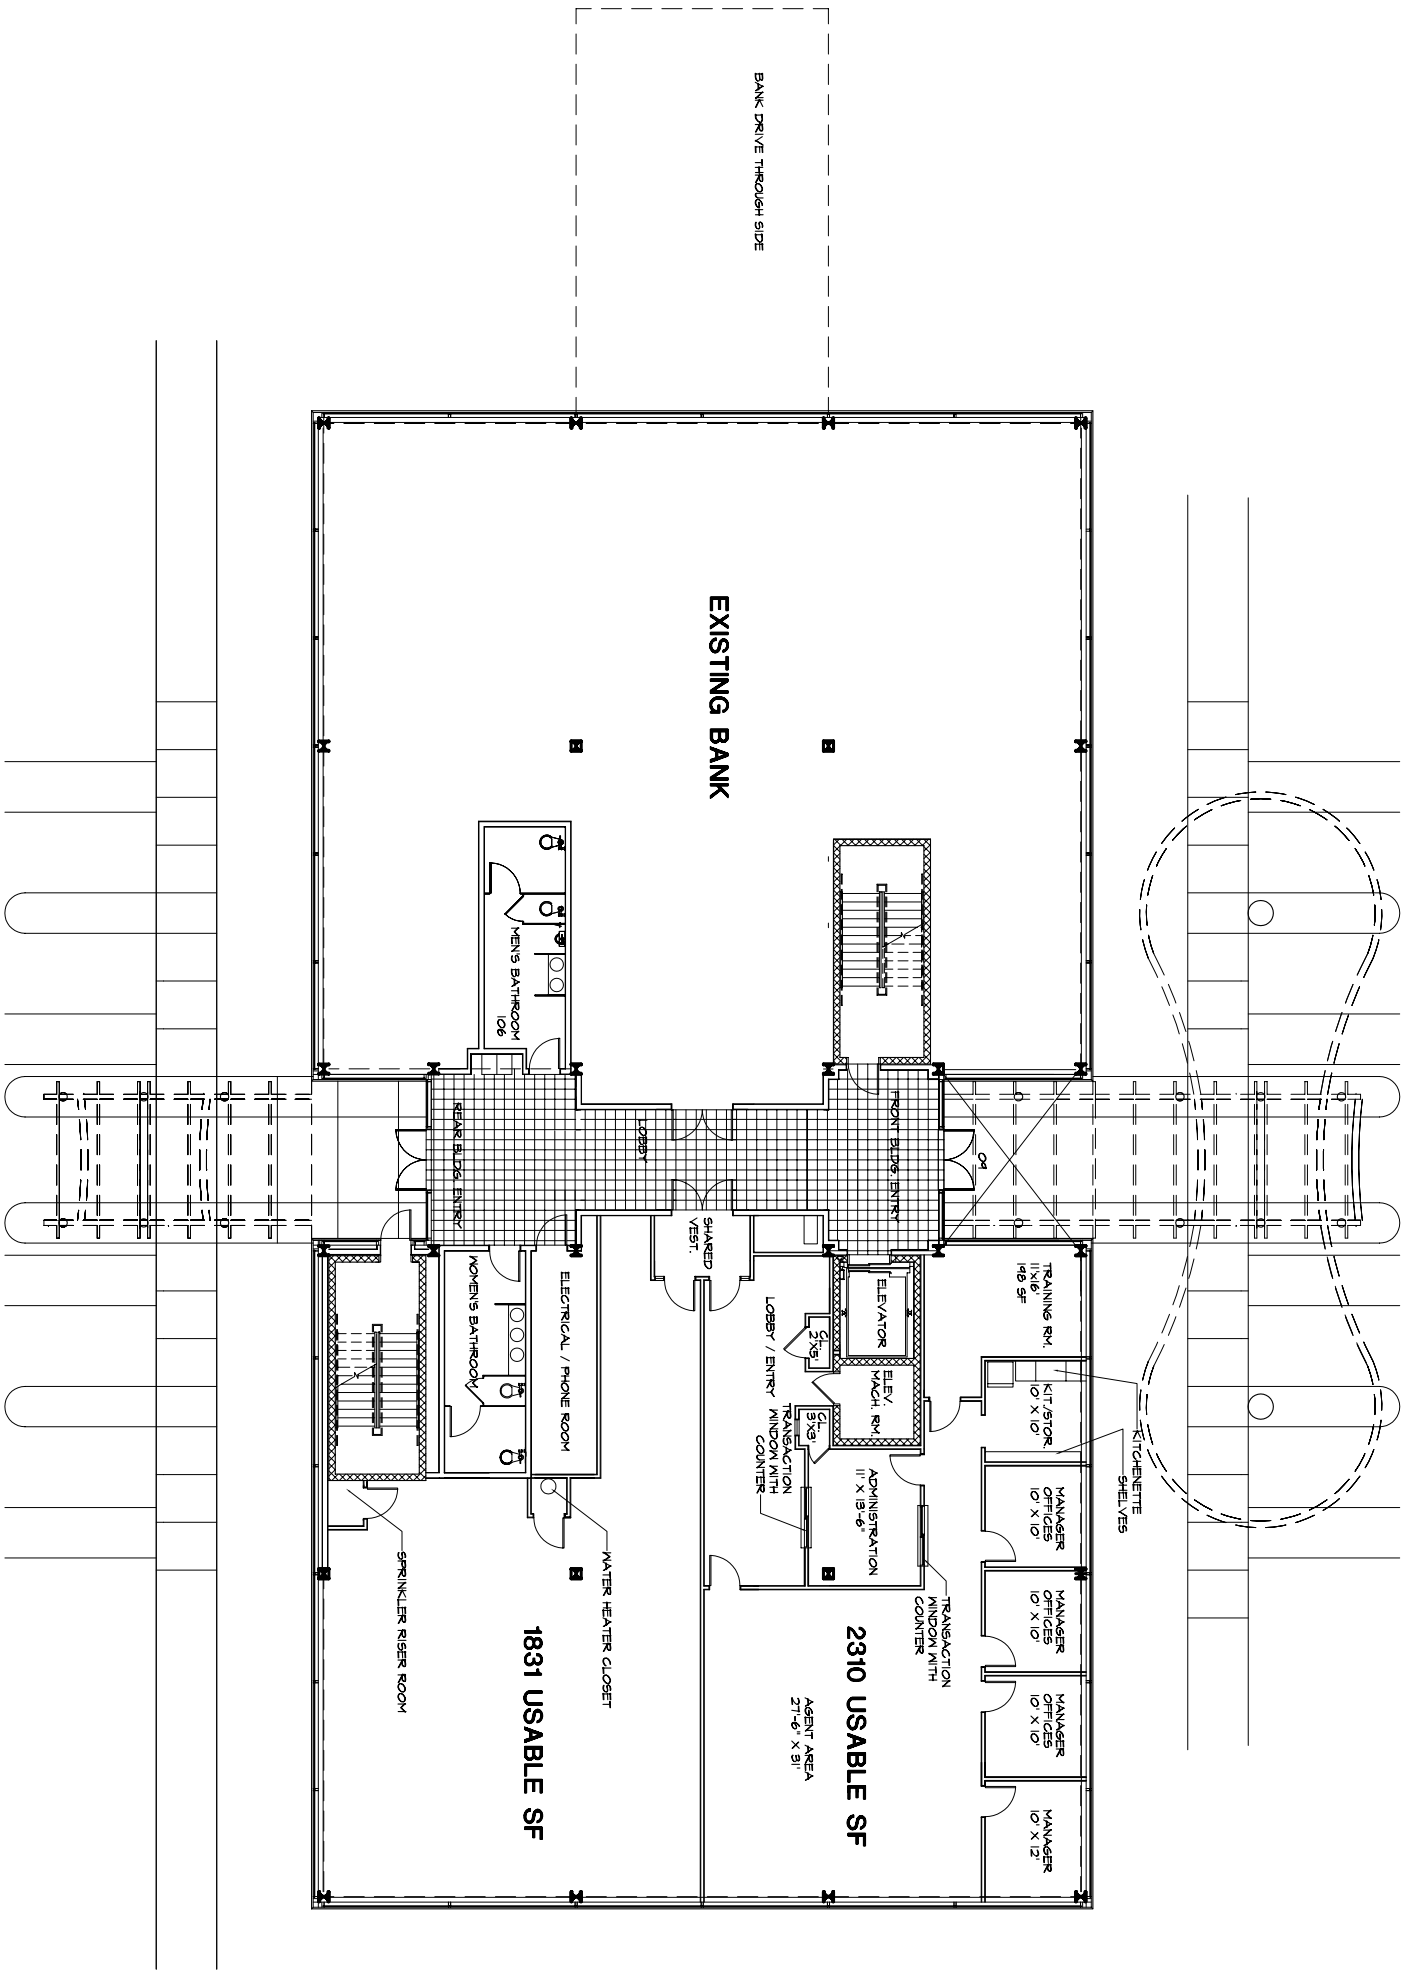 BANK DRIVE THROUGH SIDE
EXISTING BANK
MEN'S BATHROOM
106
REAR BLDG ENTRY
LOBBY
FRONT BLDG ENTRY
09
SHARED
VEST.
TRAINING RM.
11'x16'
198 SF
ELEVATOR
ELEV.
MACH. RM.
CL.
2'X5'
CL.
3'X3'
LOBBY / ENTRY
TRANSACTION
WINDOW WITH
COUNTER
KIT./STOR.
10' X 10'
KITCHENETTE
SHELVES
WOMEN'S BATHROOM
ELECTRICAL / PHONE ROOM
ADMINISTRATION
11' X 13'-6"
MANAGER
OFFICES
10' X 10'
MANAGER
OFFICES
10' X 10'
MANAGER
OFFICES
10' X 10'
MANAGER
10' X 12'
TRANSACTION
WINDOW WITH
COUNTER
SPRINKLER RISER ROOM
WATER HEATER CLOSET
1831 USABLE SF
2310 USABLE SF
AGENT AREA
27'-6" X 31'